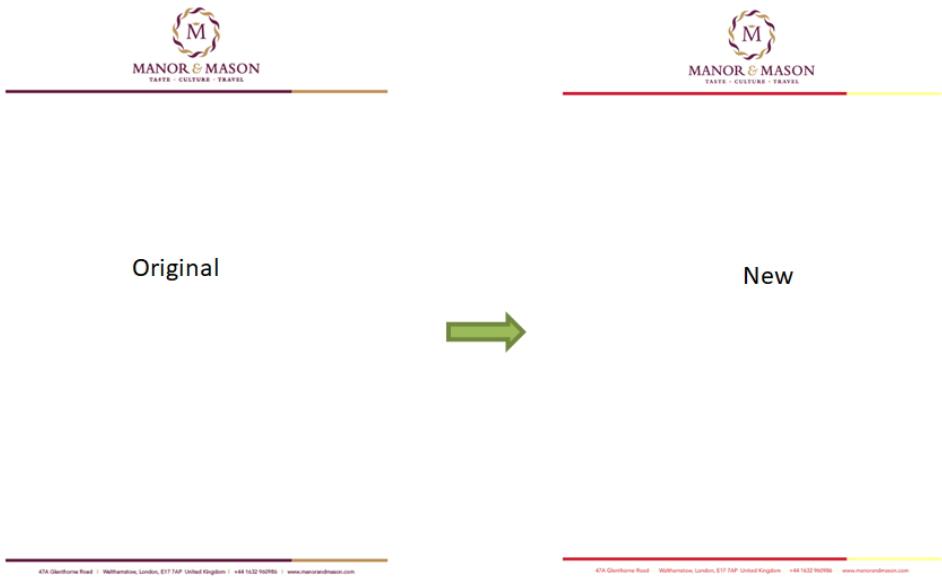 M
MANOR & MASON
TASTE - CULTURE - TRAVEL
Original
47A Glenthorne Road | Walthamstow, London, E17 7AP United Kingdom | +44 1632 960986 | www.manorandmason.com
M
MANOR & MASON
TASTE - CULTURE - TRAVEL
New
47A Glenthorne Road Walthamstow, London, E17 7AP United Kingdom +44 1632 960986 www.manorandmason.com